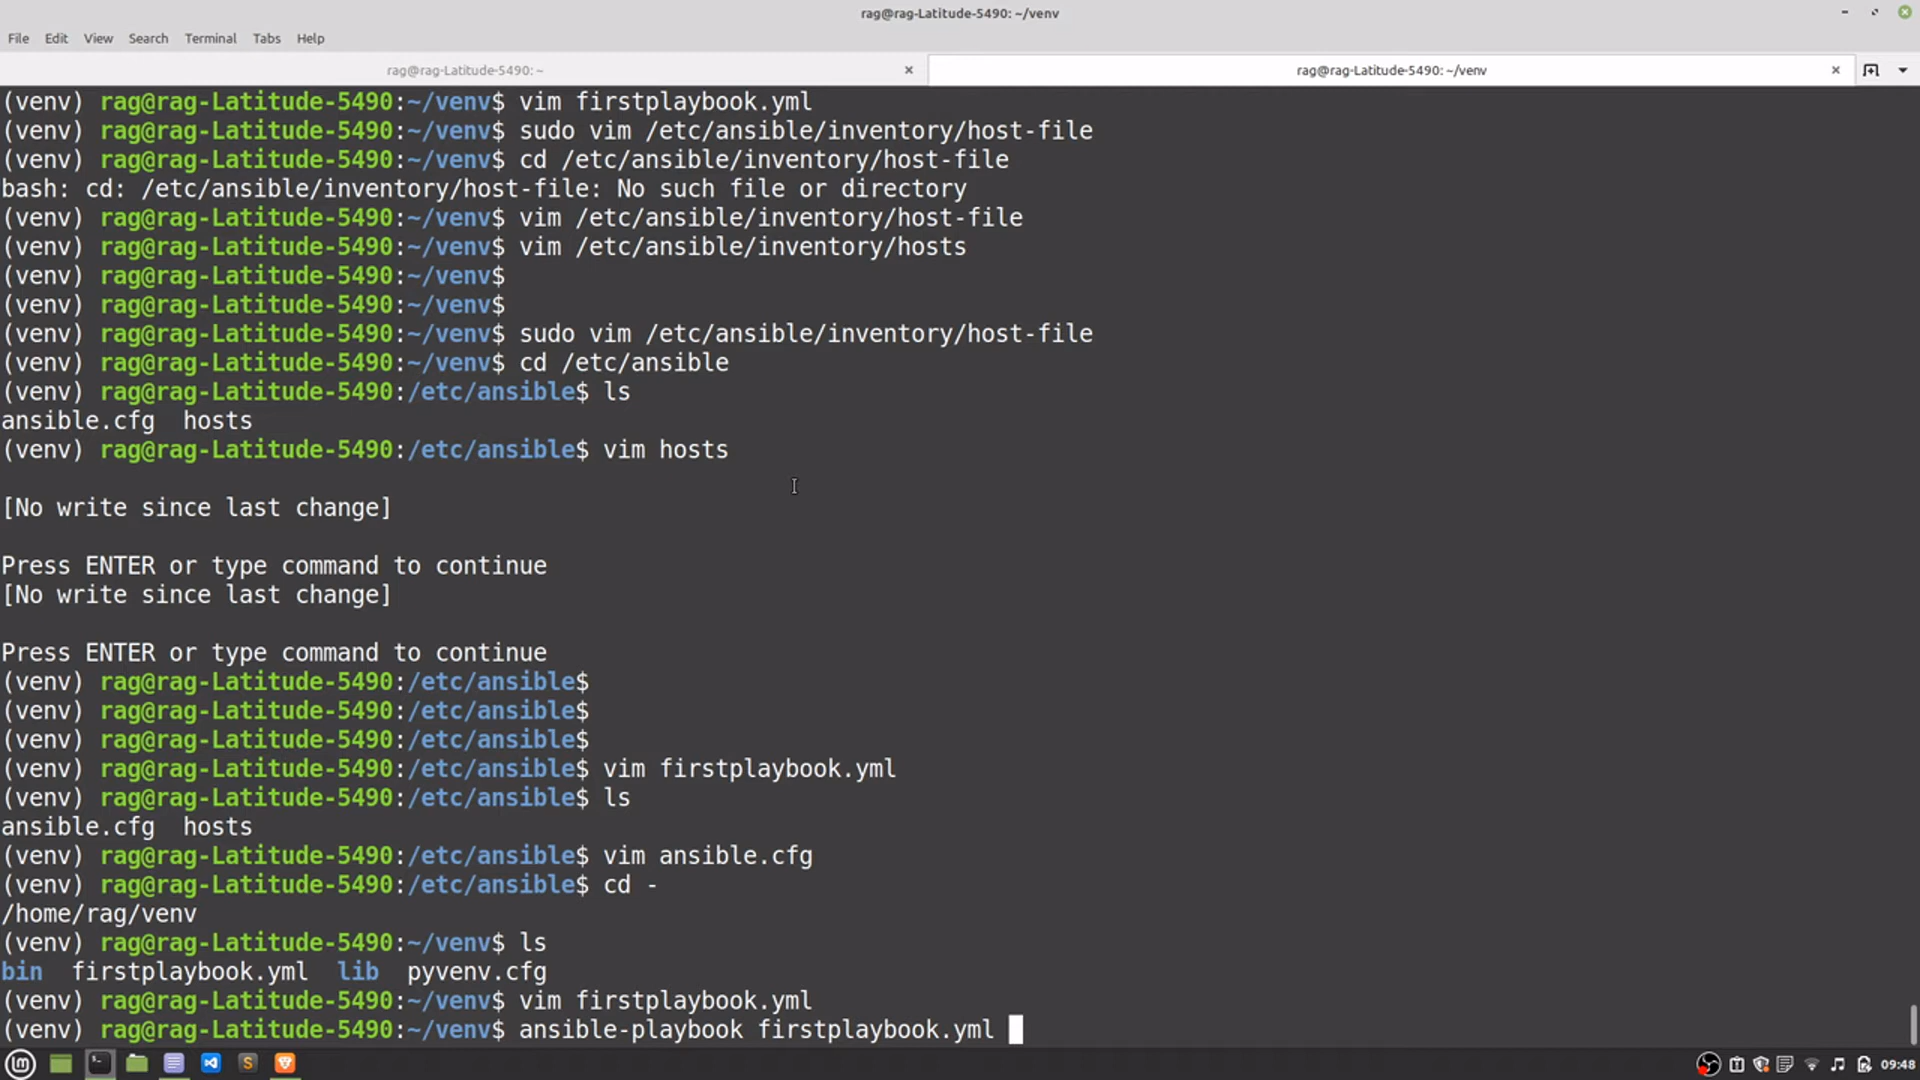 rag@rag-Latitude-5490: ~/venv
File Edit View Search Terminal Tabs Help
rag@rag-Latitude-5490: ~
rag@rag-Latitude-5490: ~/venv
(venv) rag@rag-Latitude-5490:~/venv$ vim firstplaybook.yml
(venv) rag@rag-Latitude-5490:~/venv$ sudo vim /etc/ansible/inventory/host-file
(venv) rag@rag-Latitude-5490:~/venv$ cd /etc/ansible/inventory/host-file
bash: cd: /etc/ansible/inventory/host-file: No such file or directory
(venv) rag@rag-Latitude-5490:~/venv$ vim /etc/ansible/inventory/host-file
(venv) rag@rag-Latitude-5490:~/venv$ vim /etc/ansible/inventory/hosts
(venv) rag@rag-Latitude-5490:~/venv$
(venv) rag@rag-Latitude-5490:~/venv$
(venv) rag@rag-Latitude-5490:~/venv$ sudo vim /etc/ansible/inventory/host-file
(venv) rag@rag-Latitude-5490:~/venv$ cd /etc/ansible
(venv) rag@rag-Latitude-5490:/etc/ansible$ ls
ansible.cfg  hosts
(venv) rag@rag-Latitude-5490:/etc/ansible$ vim hosts
[No write since last change]
Press ENTER or type command to continue
[No write since last change]
Press ENTER or type command to continue
(venv) rag@rag-Latitude-5490:/etc/ansible$
(venv) rag@rag-Latitude-5490:/etc/ansible$
(venv) rag@rag-Latitude-5490:/etc/ansible$
(venv) rag@rag-Latitude-5490:/etc/ansible$ vim firstplaybook.yml
(venv) rag@rag-Latitude-5490:/etc/ansible$ ls
ansible.cfg  hosts
(venv) rag@rag-Latitude-5490:/etc/ansible$ vim ansible.cfg
(venv) rag@rag-Latitude-5490:/etc/ansible$ cd -
/home/rag/venv
(venv) rag@rag-Latitude-5490:~/venv$ ls
bin  firstplaybook.yml  lib  pyvenv.cfg
(venv) rag@rag-Latitude-5490:~/venv$ vim firstplaybook.yml
(venv) rag@rag-Latitude-5490:~/venv$ ansible-playbook firstplaybook.yml
09:48